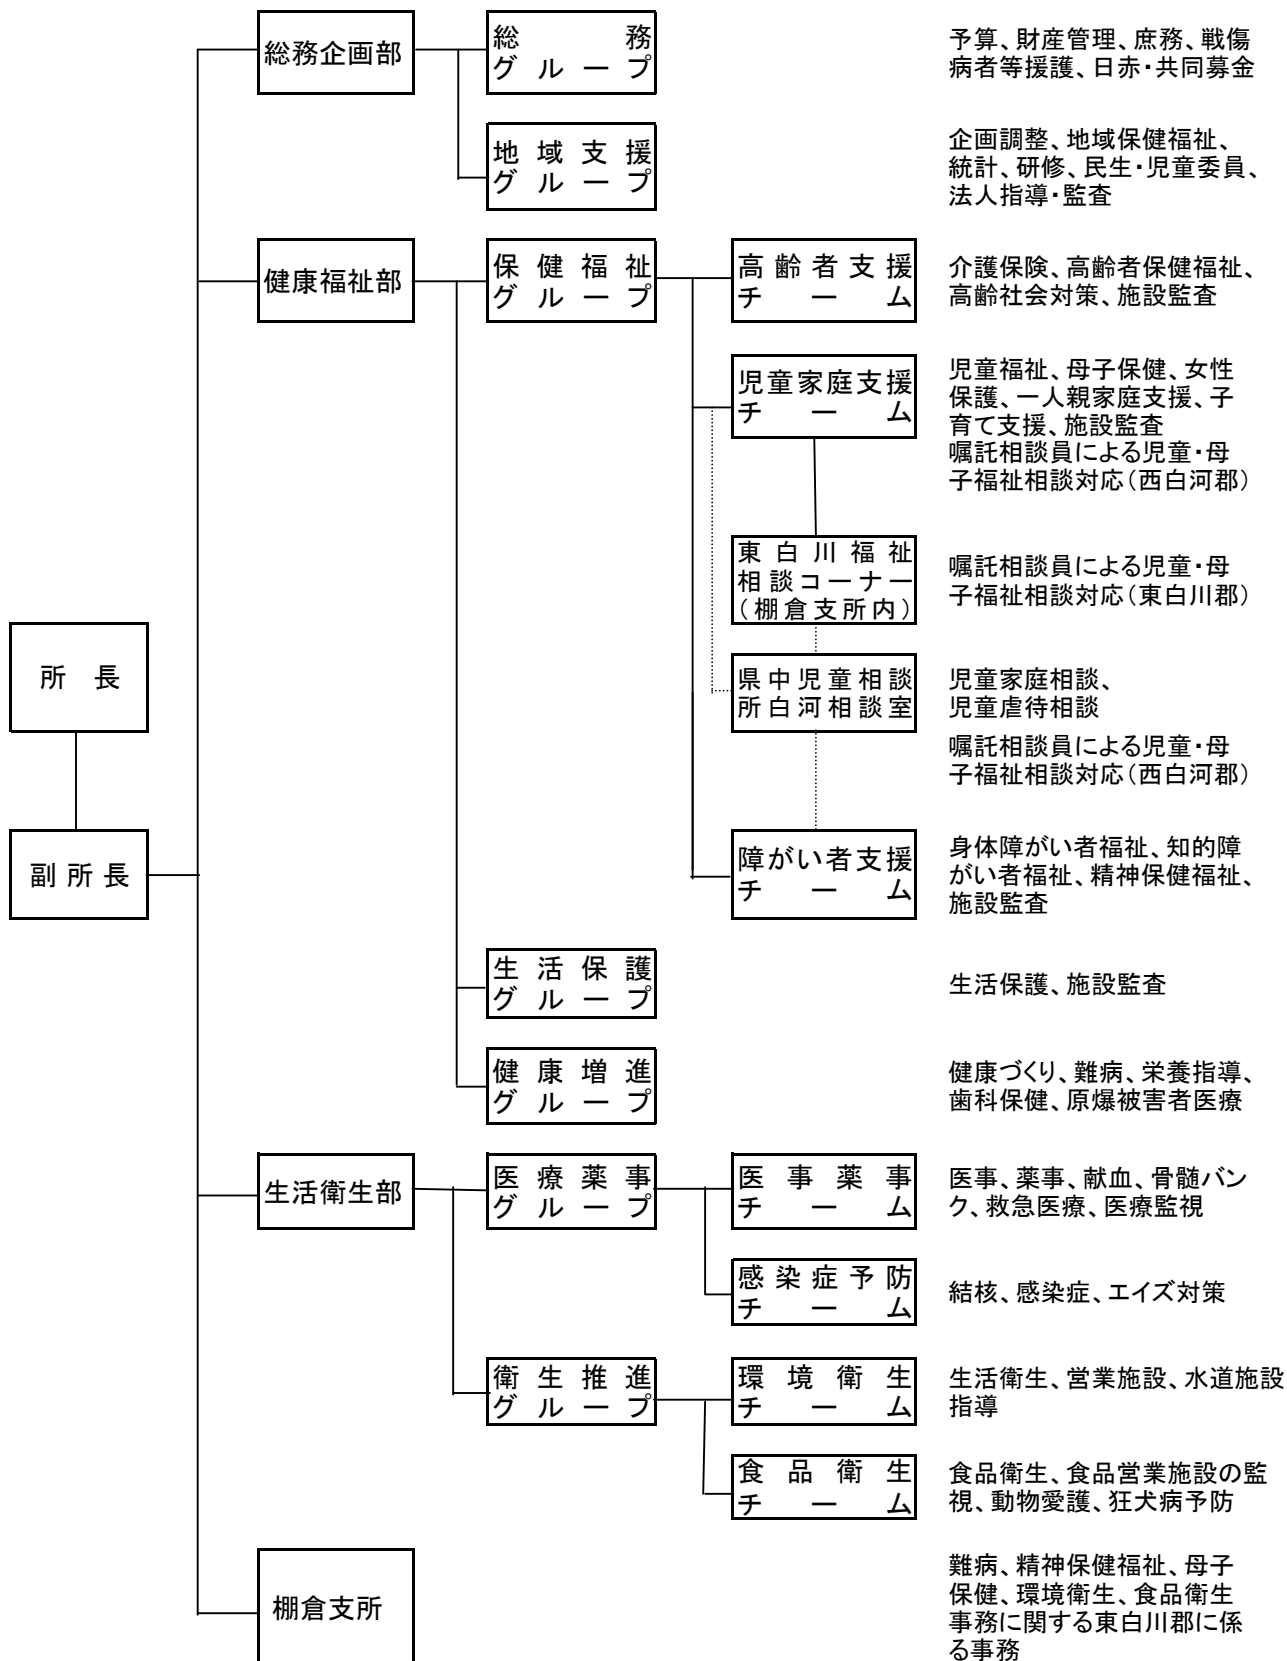 総務企画部
総務
グループ
予算、財産管理、庶務、戦傷
病者等援護、日赤・共同募金
地域支援
グループ
企画調整、地域保健福祉、
統計、研修、民生・児童委員、
法人指導・監査
健康福祉部
保健福祉
グループ
高齢者支援
チーム
介護保険、高齢者保健福祉、
高齢社会対策、施設監査
児童家庭支援
チーム
児童福祉、母子保健、女性
保護、一人親家庭支援、子
育て支援、施設監査
嘱託相談員による児童・母
子福祉相談対応(西白河郡)
東白川福祉
相談コーナー
(棚倉支所内)
嘱託相談員による児童・母
子福祉相談対応(東白川郡)
所長
県中児童相談
所白河相談室
児童家庭相談、
児童虐待相談
嘱託相談員による児童・母
子福祉相談対応(西白河郡)
副所長
障がい者支援
チーム
身体障がい者福祉、知的障
がい者福祉、精神保健福祉、
施設監査
生活保護
グループ
生活保護、施設監査
健康増進
グループ
健康づくり、難病、栄養指導、
歯科保健、原爆被害者医療
生活衛生部
医療薬事
グループ
医事薬事
チーム
医事、薬事、献血、骨髄バン
ク、救急医療、医療監視
感染症予防
チーム
結核、感染症、エイズ対策
衛生推進
グループ
環境衛生
チーム
生活衛生、営業施設、水道施設
指導
食品衛生
チーム
食品衛生、食品営業施設の監
視、動物愛護、狂犬病予防
棚倉支所
難病、精神保健福祉、母子
保健、環境衛生、食品衛生
事務に関する東白川郡に係
る事務